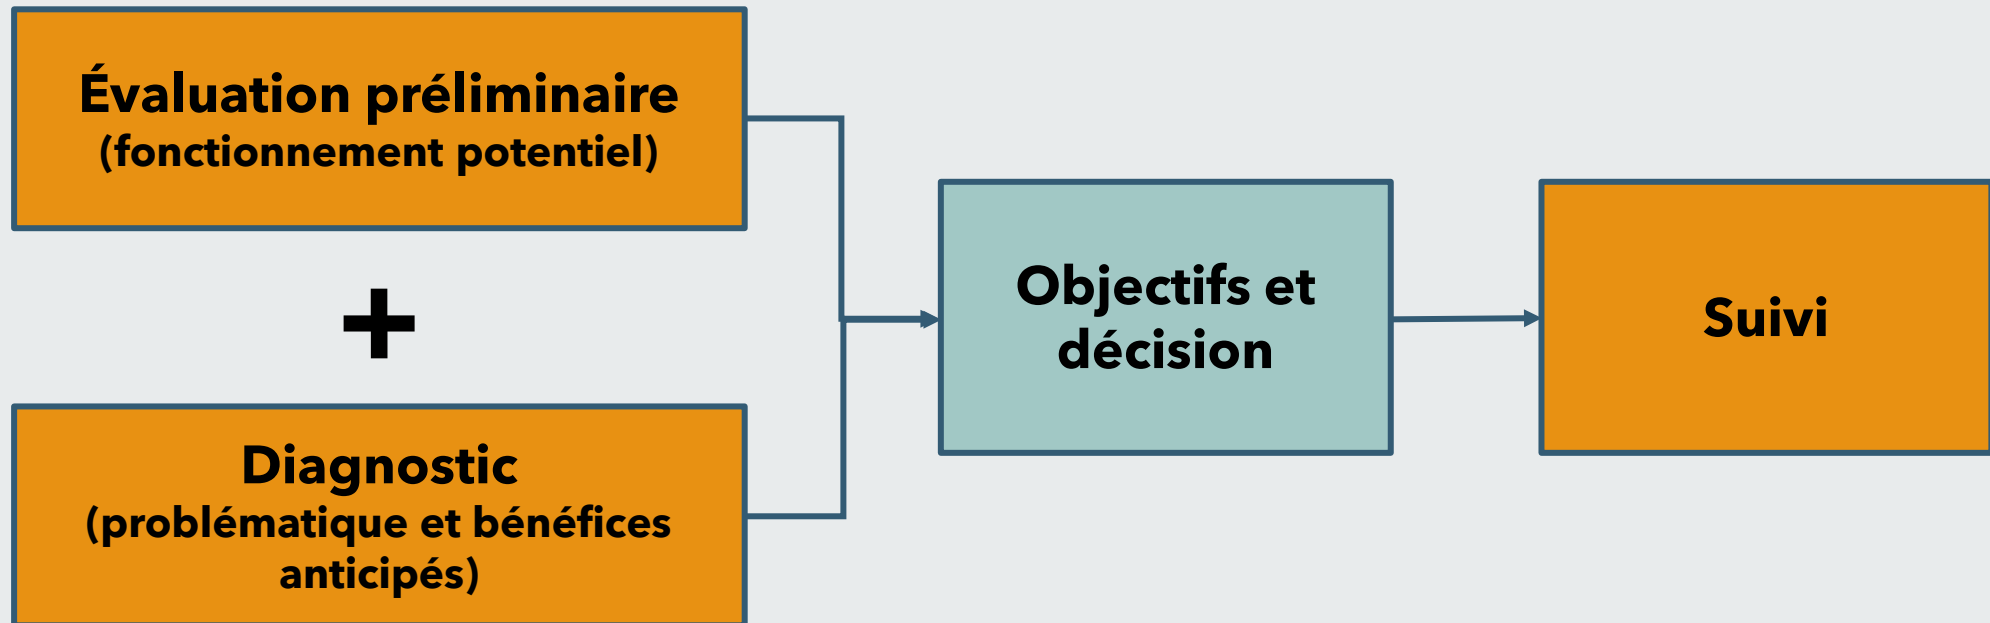 Évaluation préliminaire
(fonctionnement potentiel)
+
Diagnostic
(problématique et bénéfices
anticipés)
Objectifs et
décision
Suivi